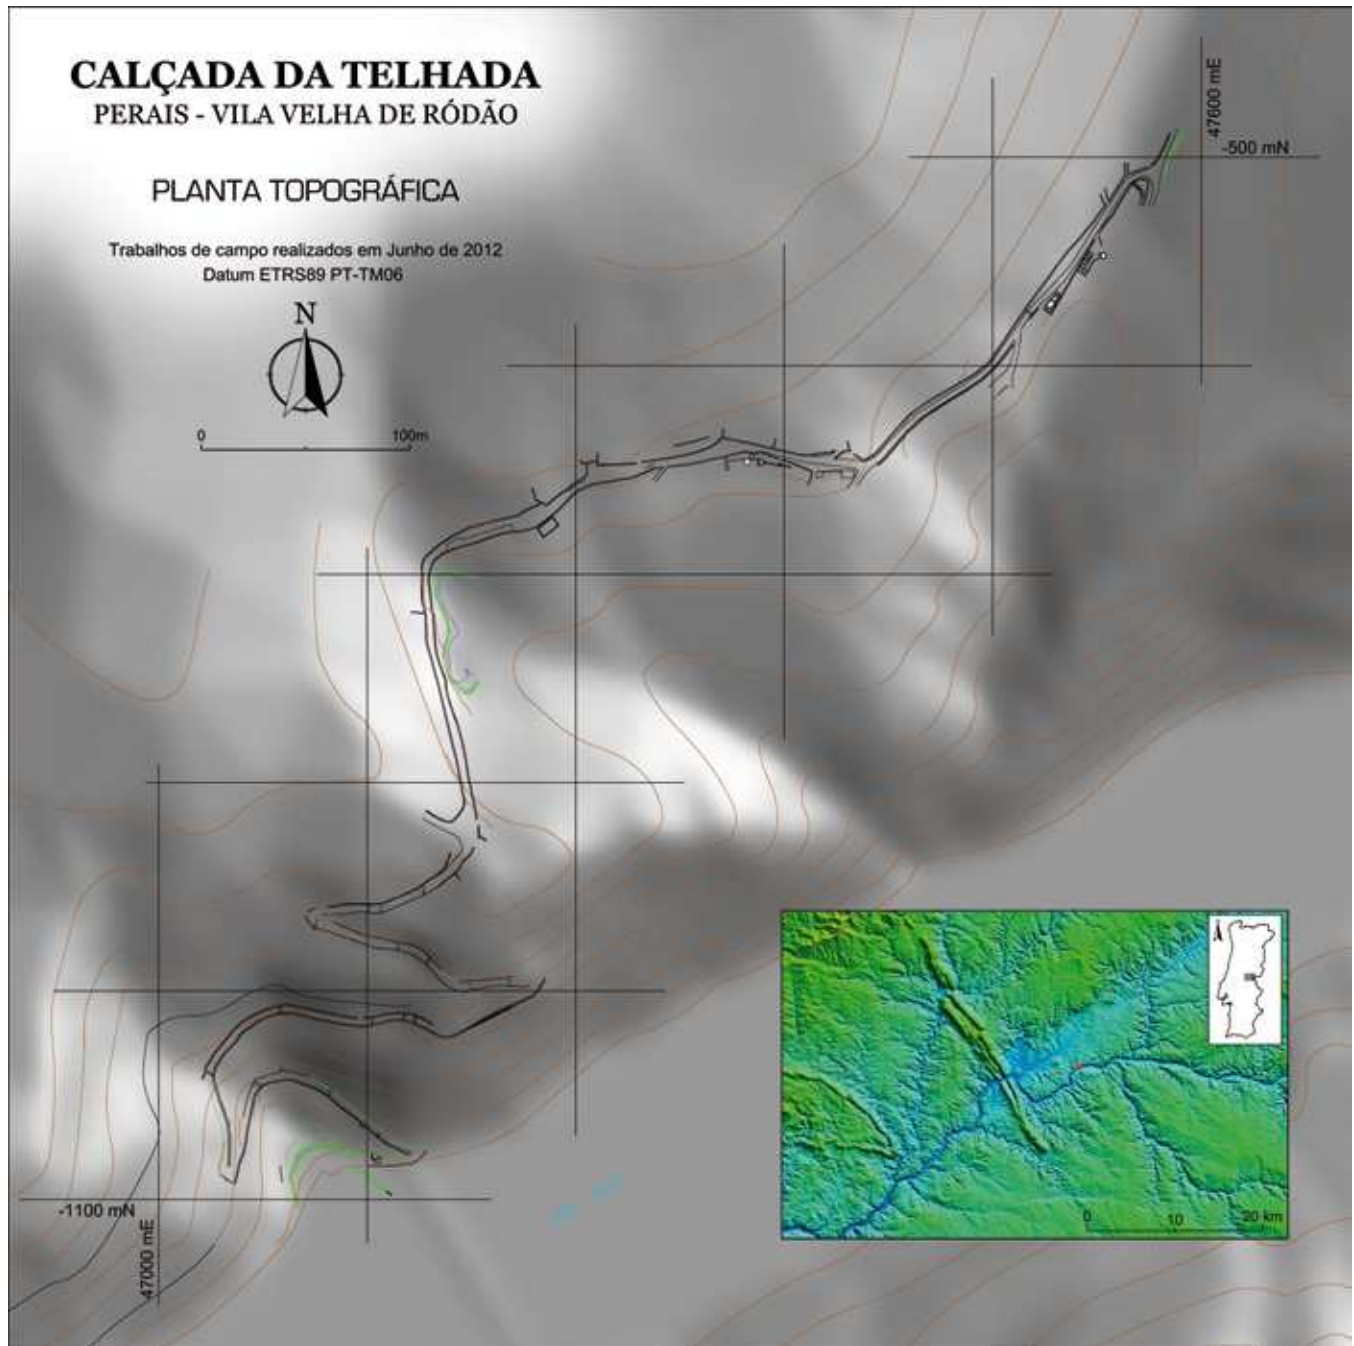 CALÇADA DA TELHADA
PERAIS - VILA VELHA DE RÓDÃO
PLANTA TOPOGRÁFICA
Trabalhos de campo realizados em Junho de 2012
Datum ETRS89 PT-TM06
N
0 100m
47600 mE
-500 mN
-1100 mN
47000 mE
0 10 20 km